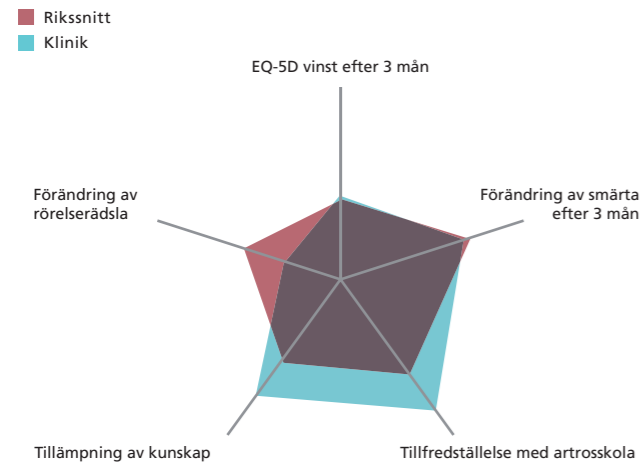 Rikssnitt
Klinik
EQ-5D vinst efter 3 mån
Förändring av
rörelserädsla
Förändring av smärta
efter 3 mån
Tillämpning av kunskap
Tillfredställelse med artrosskola